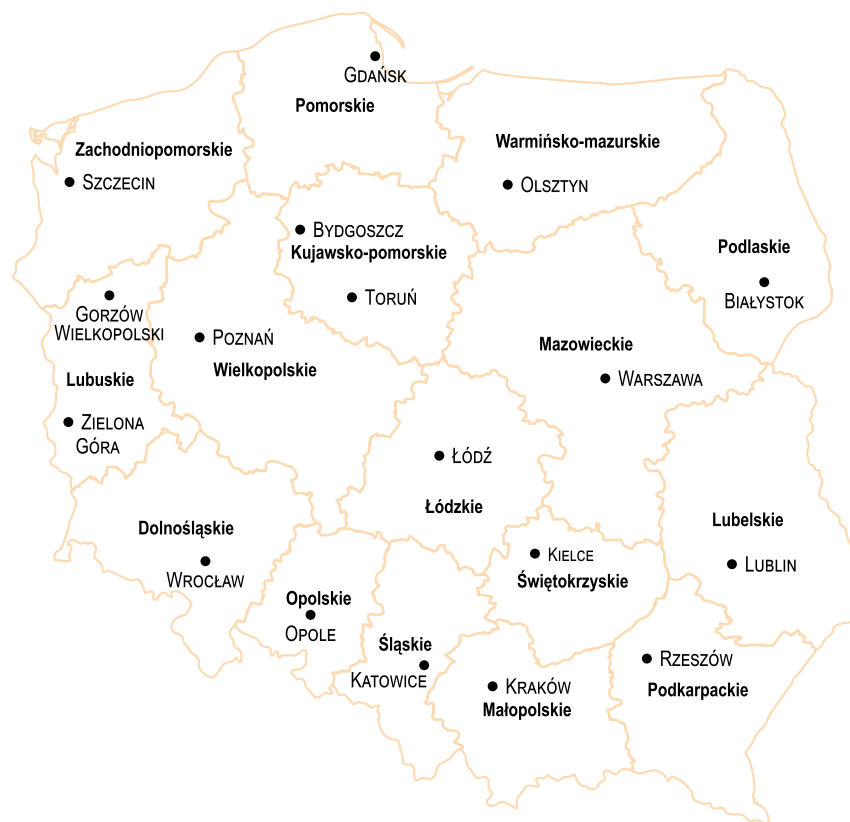 GDAŃSK
Pomorskie
Zachodniopomorskie
SZCZECIN
Warmińsko-mazurskie
OLSZTYN
BYDGOSZCZ
Kujawsko-pomorskie
TORUŃ
Podlaskie
BIAŁYSTOK
GORZÓW
WIELKOPOLSKI
Lubuskie
ZIELONA
GÓRA
POZNAŃ
Wielkopolskie
Mazowieckie
WARSZAWA
ŁÓDŹ
Łódzkie
Dolnośląskie
WROCŁAW
Lubelskie
LUBLIN
KIELCE
Świętokrzyskie
Opolskie
OPOLE
Śląskie
KATOWICE
KRAKÓW
Małopolskie
RZESZÓW
Podkarpackie